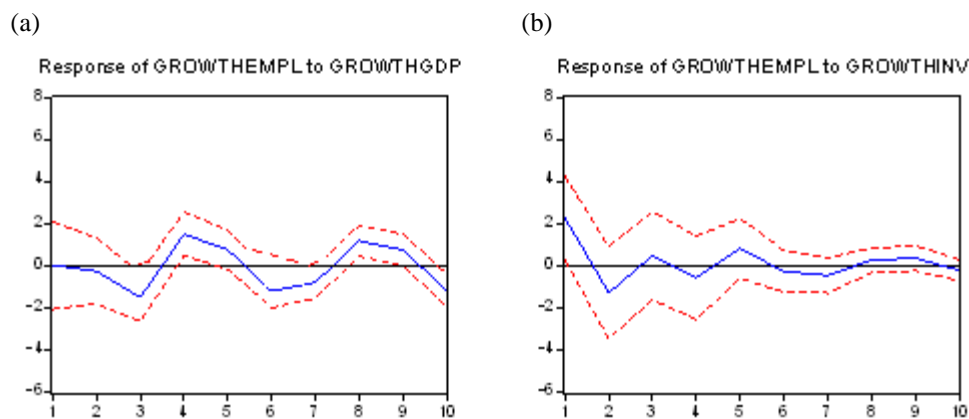 (a)
Response of GROWTHEMPL to GROWTHGDP
8
6
4
2
0
-2
-4
-6
1 2 3 4 5 6 7 8 9 10
(b)
Response of GROWTHEMPL to GROWTHINV
8
6
4
2
0
-2
-4
-6
1 2 3 4 5 6 7 8 9 10